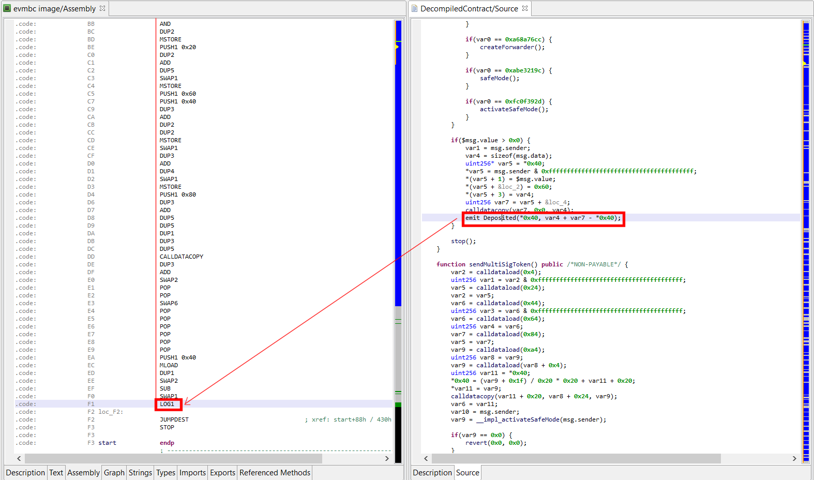 evmbc image/Assembly
.code: BB AND
.code: BC DUP2
.code: BD MSTORE
.code: BE PUSH1 0x20
.code: C0 DUP2
.code: C1 ADD
.code: C2 DUP5
.code: C3 SWAP1
.code: C4 MSTORE
.code: C5 PUSH1 0x60
.code: C7 PUSH1 0x40
.code: C9 DUP3
.code: CA ADD
.code: CB DUP2
.code: CC DUP2
.code: CD MSTORE
.code: CE SWAP1
.code: CF DUP3
.code: D0 ADD
.code: D1 DUP4
.code: D2 SWAP1
.code: D3 MSTORE
.code: D4 PUSH1 0x80
.code: D6 DUP3
.code: D7 ADD
.code: D8 DUP5
.code: D9 DUP5
.code: DA DUP1
.code: DB DUP3
.code: DC DUP5
.code: DD CALLDATACOPY
.code: DE DUP3
.code: DF ADD
.code: E0 SWAP2
.code: E1 POP
.code: E2 POP
.code: E3 SWAP6
.code: E4 POP
.code: E5 POP
.code: E6 POP
.code: E7 POP
.code: E8 POP
.code: E9 POP
.code: EA PUSH1 0x40
.code: EC MLOAD
.code: ED DUP1
.code: EE SWAP2
.code: EF SUB
.code: F0 SWAP1
.code: F1 LOG1
.code: F2 loc_F2:
.code: F2 JUMPDEST ; xref: start+88h / 430h
.code: F3 STOP
.code: F3
.code: F3 start endp
Description Text Assembly Graph Strings Types Imports Exports Referenced Methods
DecompiledContract/Source
}
if(var0 == 0xa68a76cc) {
createForwarder();
}
if(var0 == 0xabe3219c) {
safeMode();
}
if(var0 == 0xfc0f392d) {
activateSafeMode();
}
}
if($msg.value > 0x0) {
var1 = msg.sender;
var4 = sizeof(msg.data);
uint256* var5 = *0x40;
*var5 = msg.sender & 0xffffffffffffffffffffffffffffffffffffffff;
*(var5 + 1) = $msg.value;
*(var5 + &loc_2) = 0x60;
*(var5 + 3) = var4;
uint256 var7 = var5 + &loc_4;
calldatacopy(var7, 0x0, var4);
emit Deposited(*0x40, var4 + var7 - *0x40);
}
stop();
}
function sendMultiSigToken() public /*NON-PAYABLE*/ {
var2 = calldataload(0x4);
uint256 var1 = var2 & 0xffffffffffffffffffffffffffffffffffffffff;
var5 = calldataload(0x24);
var2 = var5;
var6 = calldataload(0x44);
uint256 var3 = var6 & 0xffffffffffffffffffffffffffffffffffffffff;
var6 = calldataload(0x64);
uint256 var4 = var6;
var7 = calldataload(0x84);
var5 = var7;
var9 = calldataload(0xa4);
uint256 var8 = var9;
var9 = calldataload(var8 + 0x4);
uint256 var11 = *0x40;
*0x40 = (var9 + 0x1f) / 0x20 * 0x20 + var11 + 0x20;
*var11 = var9;
calldatacopy(var11 + 0x20, var8 + 0x24, var9);
var6 = var11;
var10 = msg.sender;
var9 = __impl_activateSafeMode(msg.sender);
if(var9 == 0x0) {
revert(0x0, 0x0);
}
Description Source